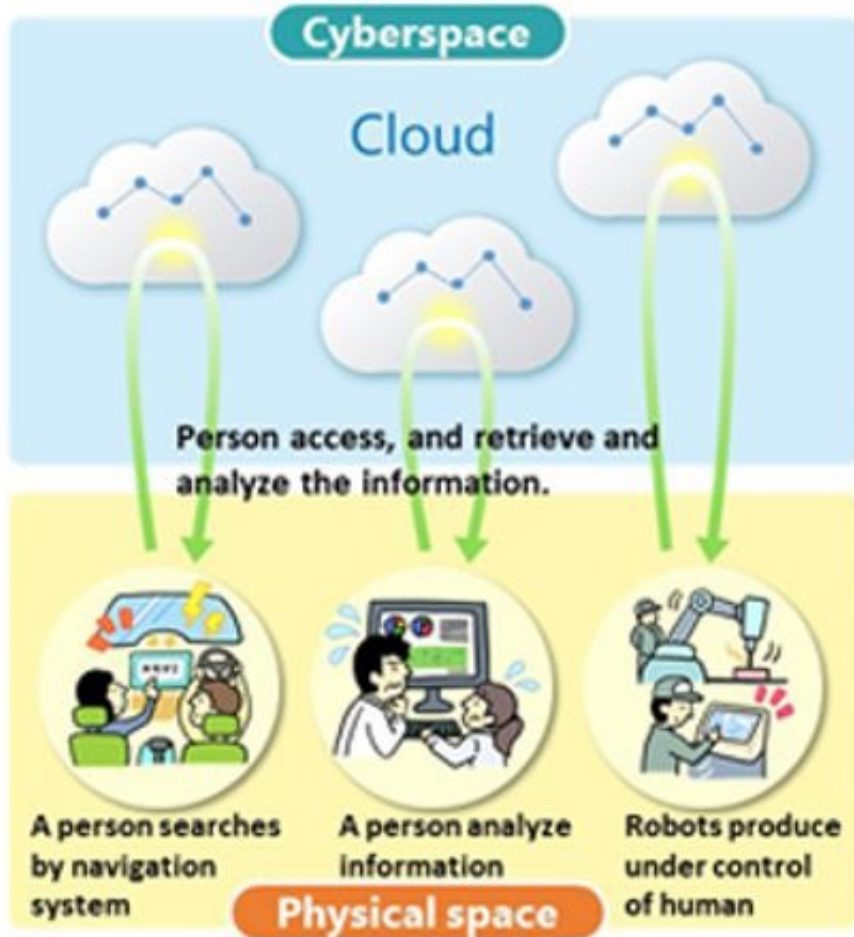 Cyberspace
Cloud
Person access, and retrieve and
analyze the information.
A person searches
by navigation
system
A person analyze
information
Robots produce
under control
of human
Physical space